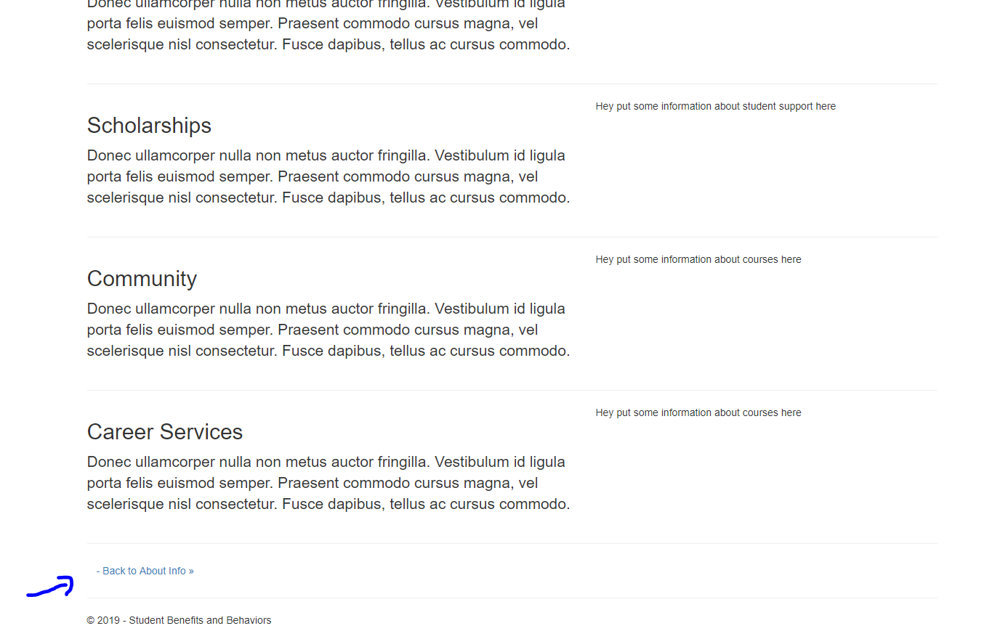 Donec ullamcorper nulla non metus auctor fringilla. Vestibulum id ligula
porta felis euismod semper. Praesent commodo cursus magna, vel
scelerisque nisl consectetur. Fusce dapibus, tellus ac cursus commodo.
Hey put some information about student support here
Scholarships
Donec ullamcorper nulla non metus auctor fringilla. Vestibulum id ligula
porta felis euismod semper. Praesent commodo cursus magna, vel
scelerisque nisl consectetur. Fusce dapibus, tellus ac cursus commodo.
Hey put some information about courses here
Community
Donec ullamcorper nulla non metus auctor fringilla. Vestibulum id ligula
porta felis euismod semper. Praesent commodo cursus magna, vel
scelerisque nisl consectetur. Fusce dapibus, tellus ac cursus commodo.
Hey put some information about courses here
Career Services
Donec ullamcorper nulla non metus auctor fringilla. Vestibulum id ligula
porta felis euismod semper. Praesent commodo cursus magna, vel
scelerisque nisl consectetur. Fusce dapibus, tellus ac cursus commodo.
- Back to About Info »
© 2019 - Student Benefits and Behaviors